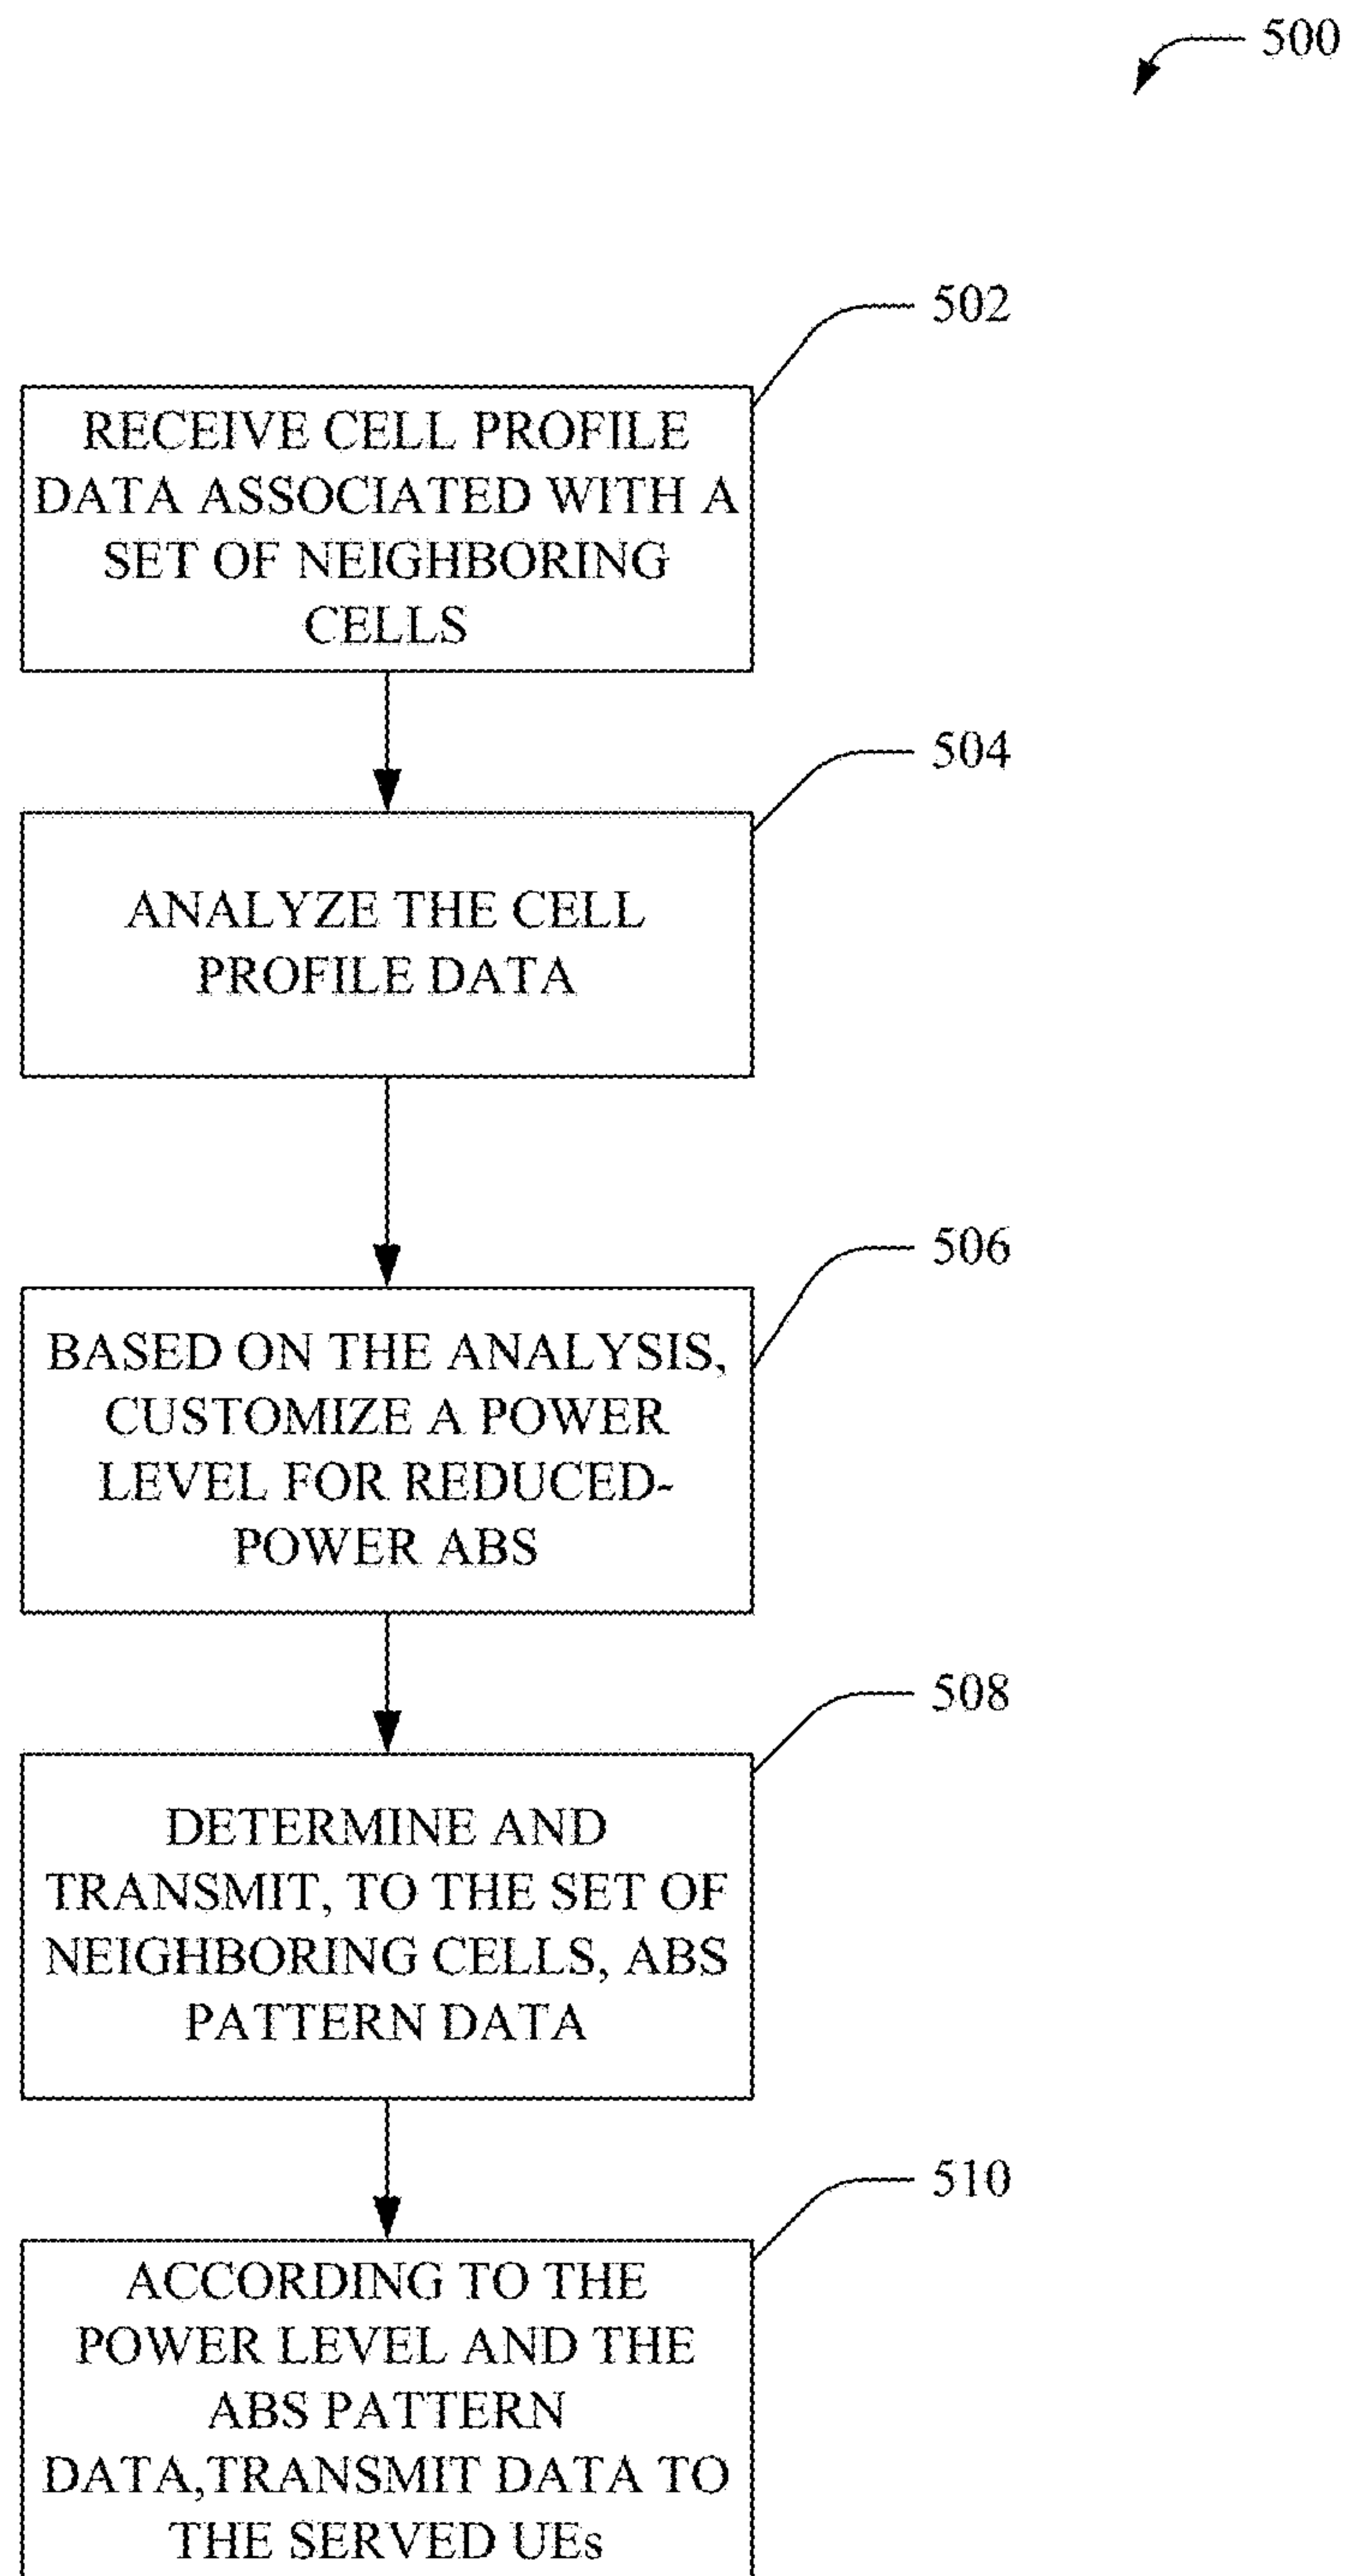 500
502
RECEIVE CELL PROFILE
DATA ASSOCIATED WITH A
SET OF NEIGHBORING
CELLS
504
ANALYZE THE CELL
PROFILE DATA
506
BASED ON THE ANALYSIS,
CUSTOMIZE A POWER
LEVEL FOR REDUCED-
POWER ABS
508
DETERMINE AND
TRANSMIT, TO THE SET OF
NEIGHBORING CELLS, ABS
PATTERN DATA
510
ACCORDING TO THE
POWER LEVEL AND THE
ABS PATTERN
DATA,TRANSMIT DATA TO
THE SERVED UEs